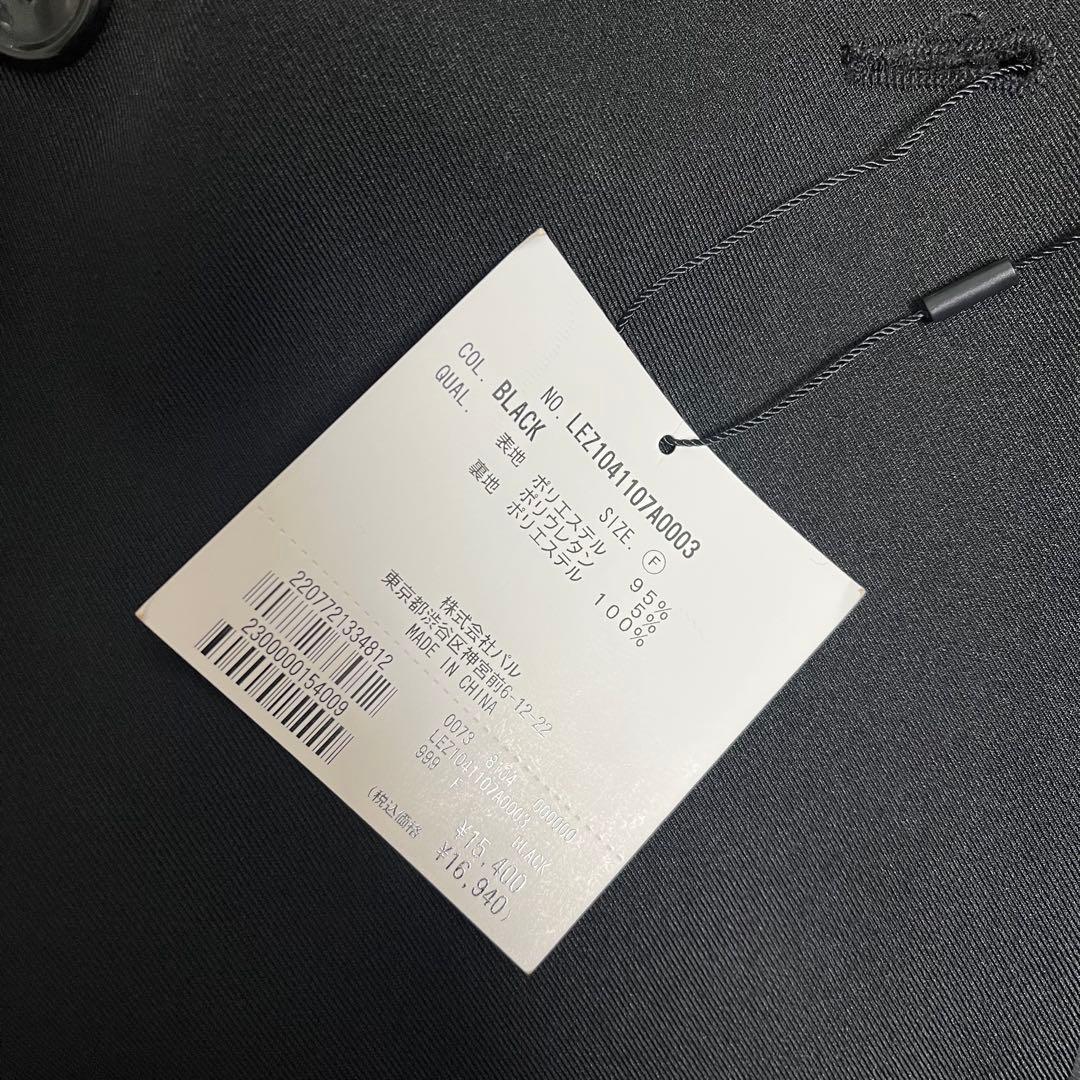 NO. LEZ1041107A0003
COL. BLACK SIZE. F
QUAL.
表地 ポリエステル 95%
ポリウレタン 5%
裏地 ポリエステル 100%
株式会社パル
東京都渋谷区神宮前6-12-22
MADE IN CHINA
2207721334812
2300000154009
0073 8104 000000
LEZ1041107A0003
999 F BLACK
¥15,400
(税込価格 ¥16,940)